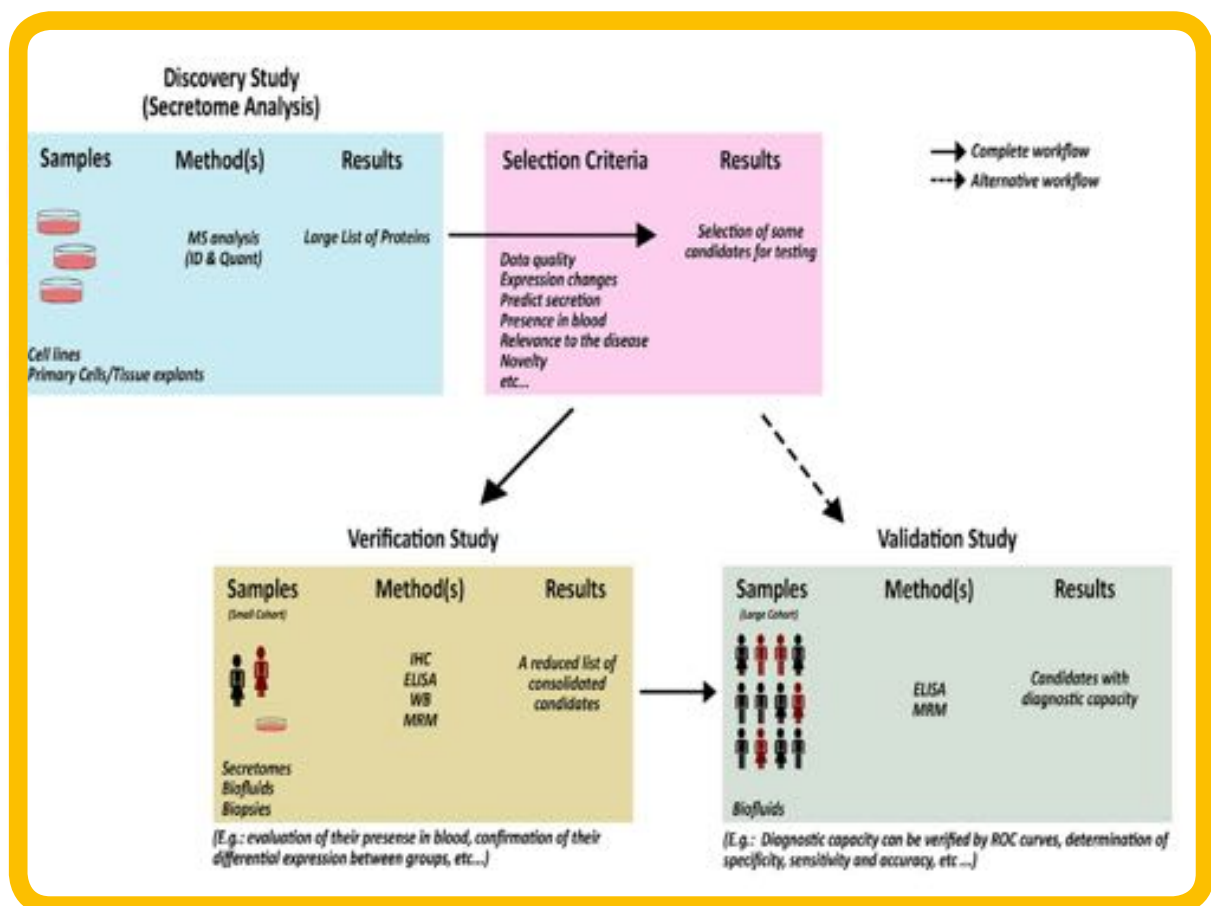 Discovery Study
(Secretome Analysis)
Samples
Method(s)
Results
MS analysis
(ID & Quant)
Large List of Proteins
Cell lines
Primary Cells/Tissue explants
Selection Criteria
Results
Data quality
Expression changes
Predict secretion
Presence in blood
Relevance to the disease
Novelty
etc...
Selection of some
candidates for testing
Complete workflow
Alternative workflow
Verification Study
Samples
(Small Cohort)
Method(s)
Results
IHC
ELISA
WB
MRM
A reduced list of
consolidated
candidates
Secretomes
Biofluids
Biopsies
(E.g.: evaluation of their presense in blood, confirmation of their
differential expression between groups, etc...)
Validation Study
Samples
(Large Cohort)
Method(s)
Results
ELISA
MRM
Candidates with
diagnostic capacity
Biofluids
(E.g.: Diagnostic capacity can be verified by ROC curves, determination of
specificity, sensitivity and accuracy, etc ...)